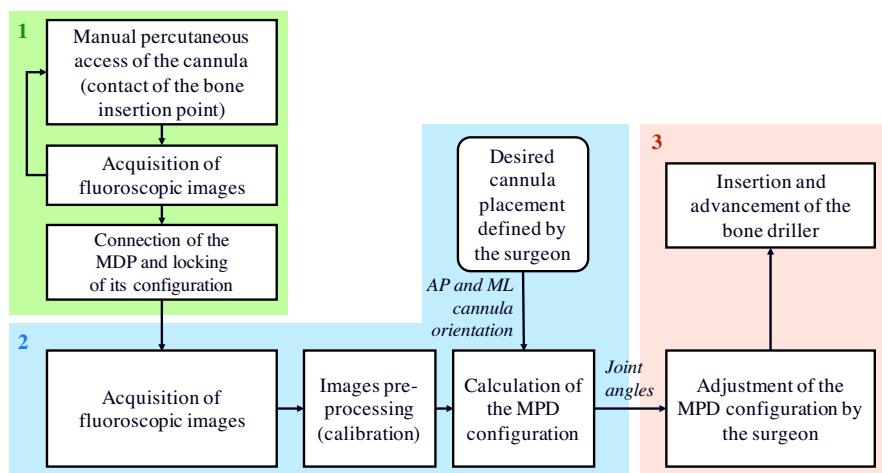 1
Manual percutaneous
access of the cannula
(contact of the bone
insertion point)
Acquisition of
fluoroscopic images
Connection of the
MDP and locking
of its configuration
2
Acquisition of
fluoroscopic images
Images pre-
processing
(calibration)
Desired
cannula
placement
defined by
the surgeon
AP and ML
cannula
orientation
Calculation of
the MPD
configuration
Joint
angles
3
Insertion and
advancement of the
bone driller
Adjustment of the
MPD configuration by
the surgeon